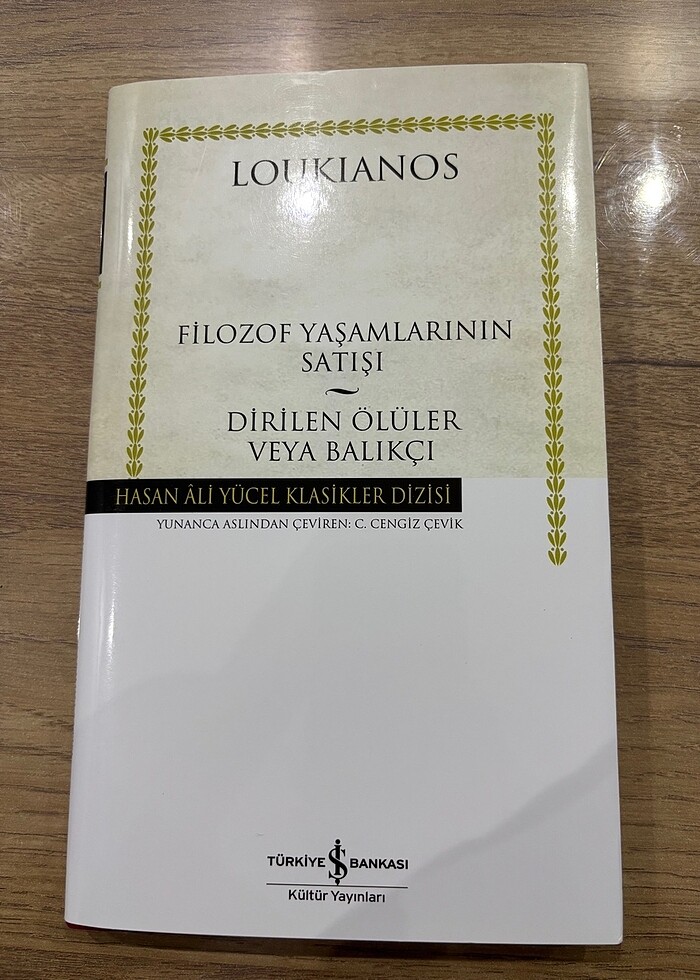 LOUKIANOS
FİLOZOF YAŞAMLARININ
SATIŞI
~
DİRİLEN ÖLÜLER
VEYA BALIKÇI
HASAN ÂLİ YÜCEL KLASİKLER DİZİSİ
YUNANCA ASLINDAN ÇEVİREN: C. CENGİZ ÇEVİK
TÜRKİYE İŞ BANKASI
Kültür Yayınları